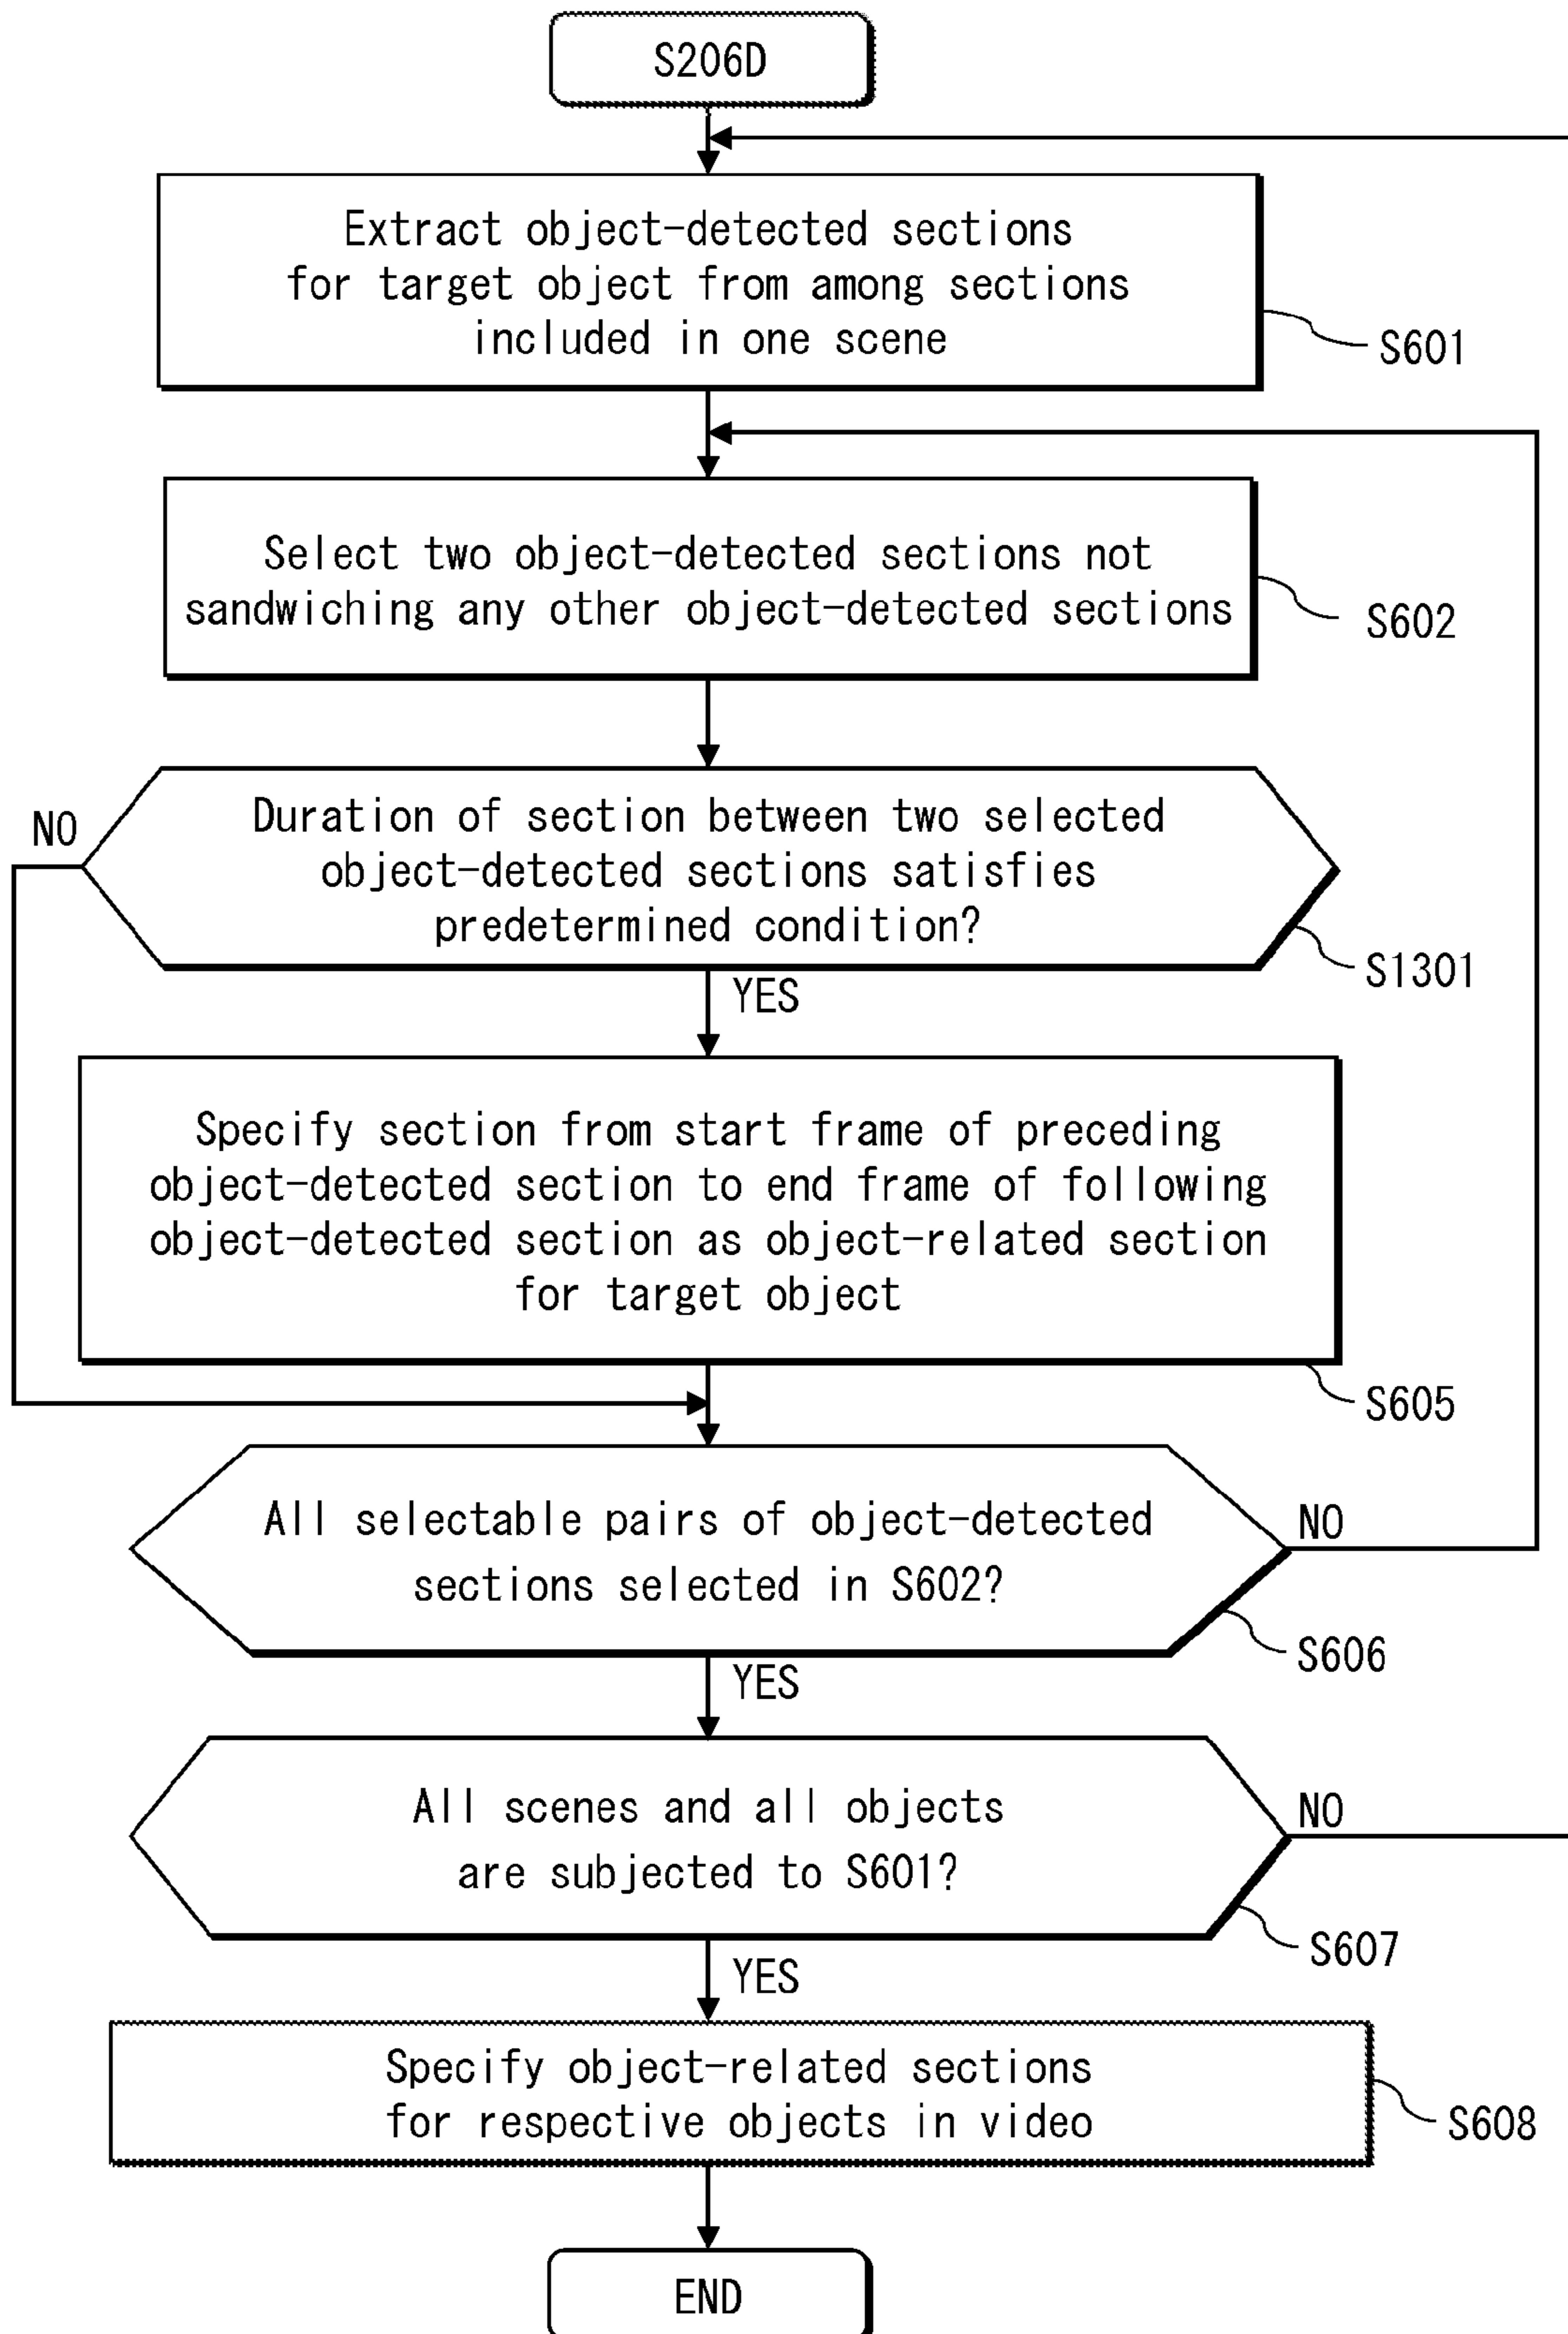 S206D
Extract object-detected sections
for target object from among sections
included in one scene
S601
Select two object-detected sections not
sandwiching any other object-detected sections
S602
NO
Duration of section between two selected
object-detected sections satisfies
predetermined condition?
S1301
YES
Specify section from start frame of preceding
object-detected section to end frame of following
object-detected section as object-related section
for target object
S605
All selectable pairs of object-detected
sections selected in S602?
NO
S606
YES
All scenes and all objects
are subjected to S601?
NO
S607
YES
Specify object-related sections
for respective objects in video
S608
END